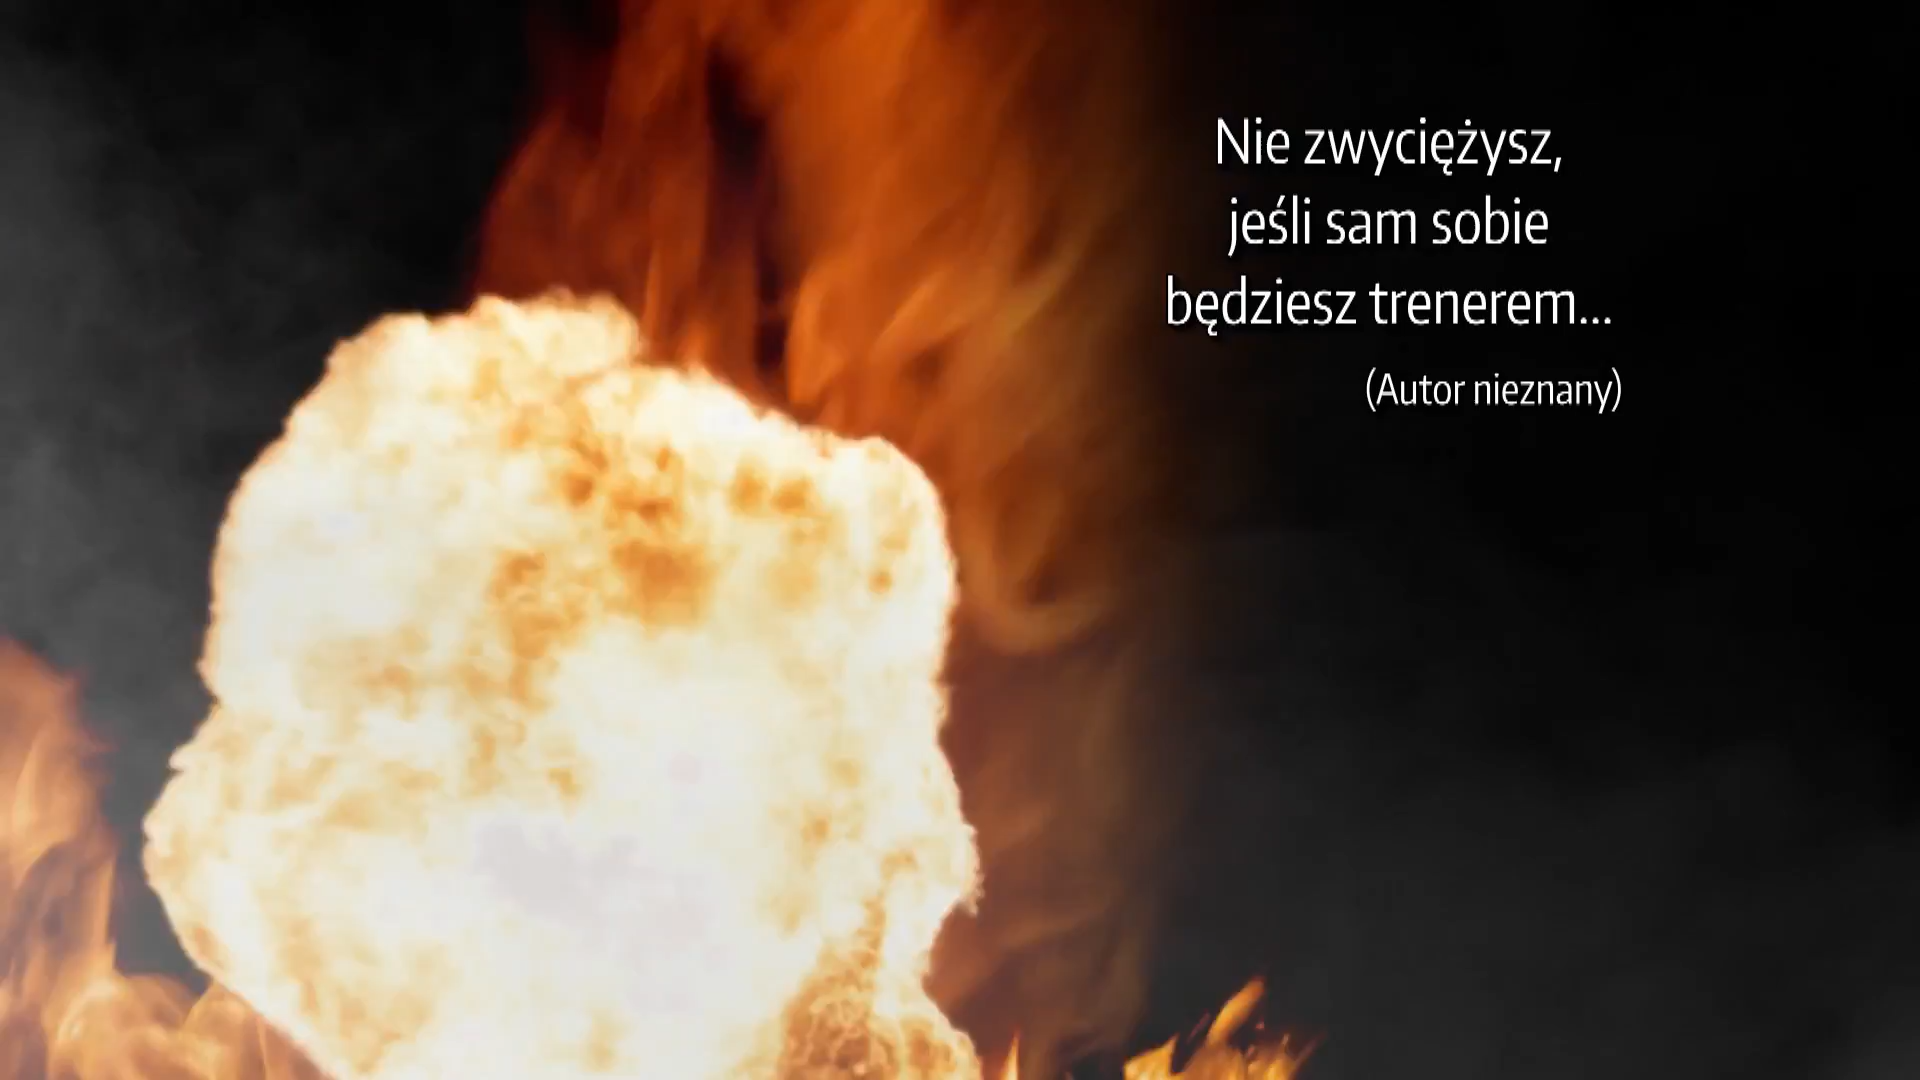 Nie zwyciężysz,
jeśli sam sobie
będziesz trenerem...
(Autor nieznany)